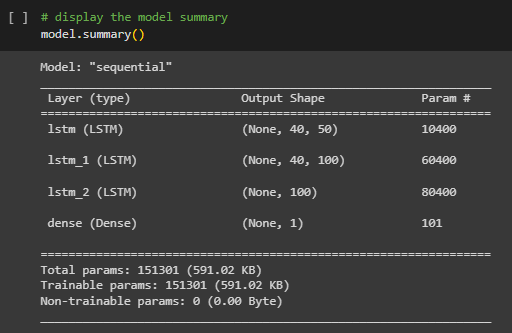 [ ] # display the model summary
model.summary()
Model: "sequential"
Layer (type) Output Shape Param #
=================================================================
lstm (LSTM) (None, 40, 50) 10400
lstm_1 (LSTM) (None, 40, 100) 60400
lstm_2 (LSTM) (None, 100) 80400
dense (Dense) (None, 1) 101
=================================================================
Total params: 151301 (591.02 KB)
Trainable params: 151301 (591.02 KB)
Non-trainable params: 0 (0.00 Byte)